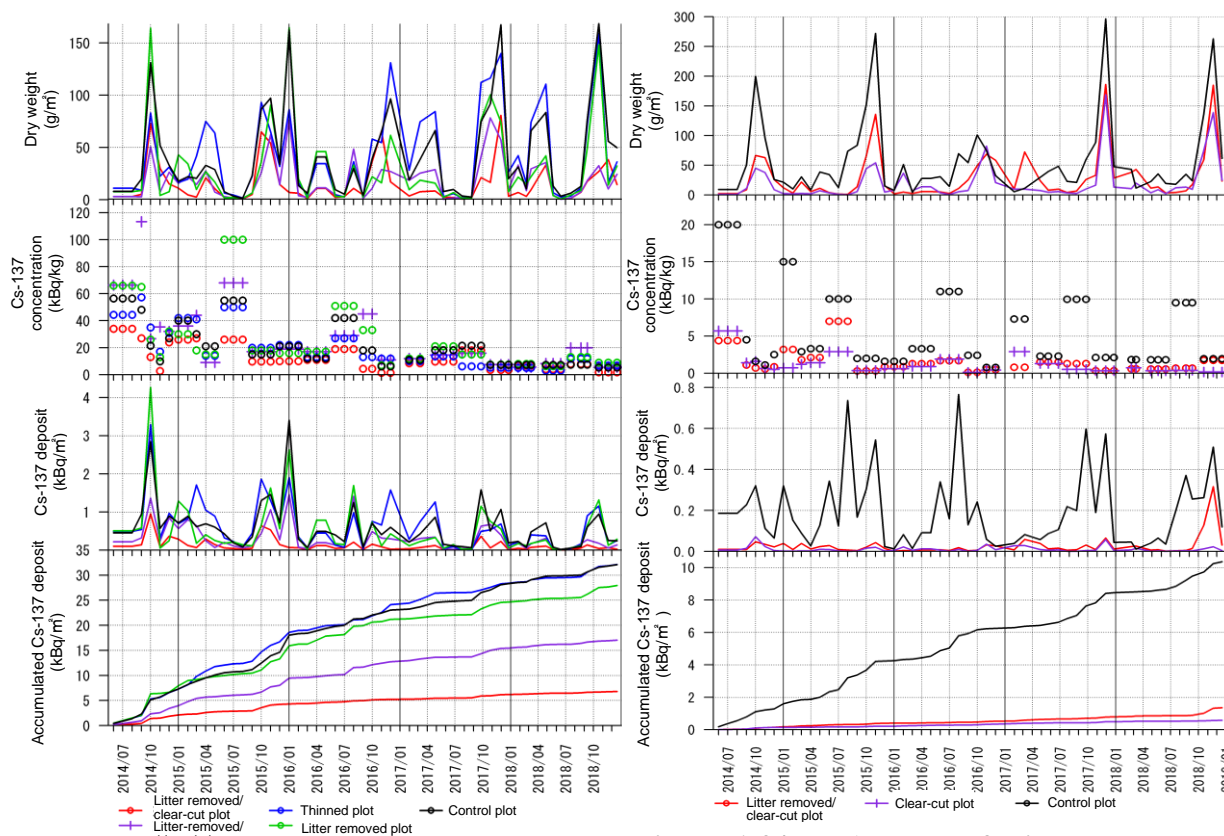 Dry weight
(g/㎡)
150
100
50
0
Cs-137
concentration
(kBq/kg)
120
100
80
60
40
20
0
Cs-137 deposit
(kBq/㎡)
4
3
2
1
35
Accumulated Cs-137 deposit
(kBq/㎡)
30
25
20
15
10
5
0
2014/07
2014/10
2015/01
2015/04
2015/07
2015/10
2016/01
2016/04
2016/07
2016/10
2017/01
2017/04
2017/07
2017/10
2018/01
2018/04
2018/07
2018/10
Litter removed/
clear-cut plot
Thinned plot
Control plot
Litter-removed/
Litter removed plot
Dry weight
(g/㎡)
300
250
200
150
100
50
0
Cs-137
concentration
(kBq/kg)
20
15
10
5
0
Cs-137 deposit
(kBq/㎡)
0.8
0.6
0.4
0.2
0.0
Accumulated Cs-137 deposit
(kBq/㎡ )
10
8
6
4
2
0
2014/07
2014/10
2015/01
2015/04
2015/07
2015/10
2016/01
2016/04
2016/07
2016/10
2017/01
2017/04
2017/07
2017/10
2018/01
2018/04
2018/07
2018/10
Litter removed/
clear-cut plot
Clear-cut plot
Control plot